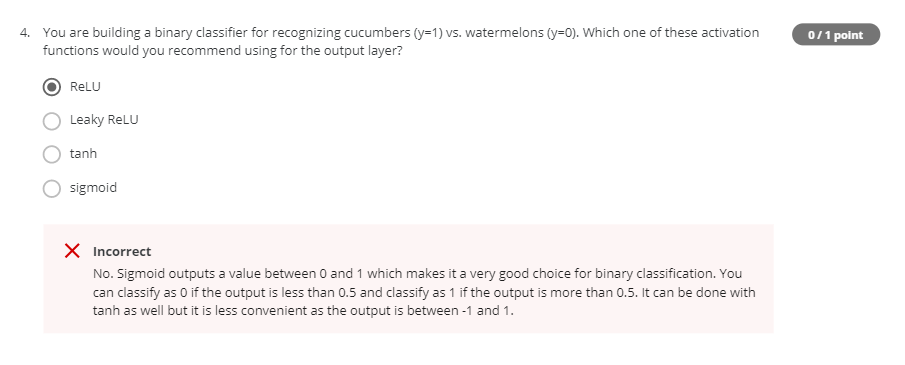 4. You are building a binary classifier for recognizing cucumbers (y=1) vs. watermelons (y=0). Which one of these activation
functions would you recommend using for the output layer?
0 / 1 point
ReLU
Leaky ReLU
tanh
sigmoid
Incorrect
No. Sigmoid outputs a value between 0 and 1 which makes it a very good choice for binary classification. You
can classify as 0 if the output is less than 0.5 and classify as 1 if the output is more than 0.5. It can be done with
tanh as well but it is less convenient as the output is between -1 and 1.